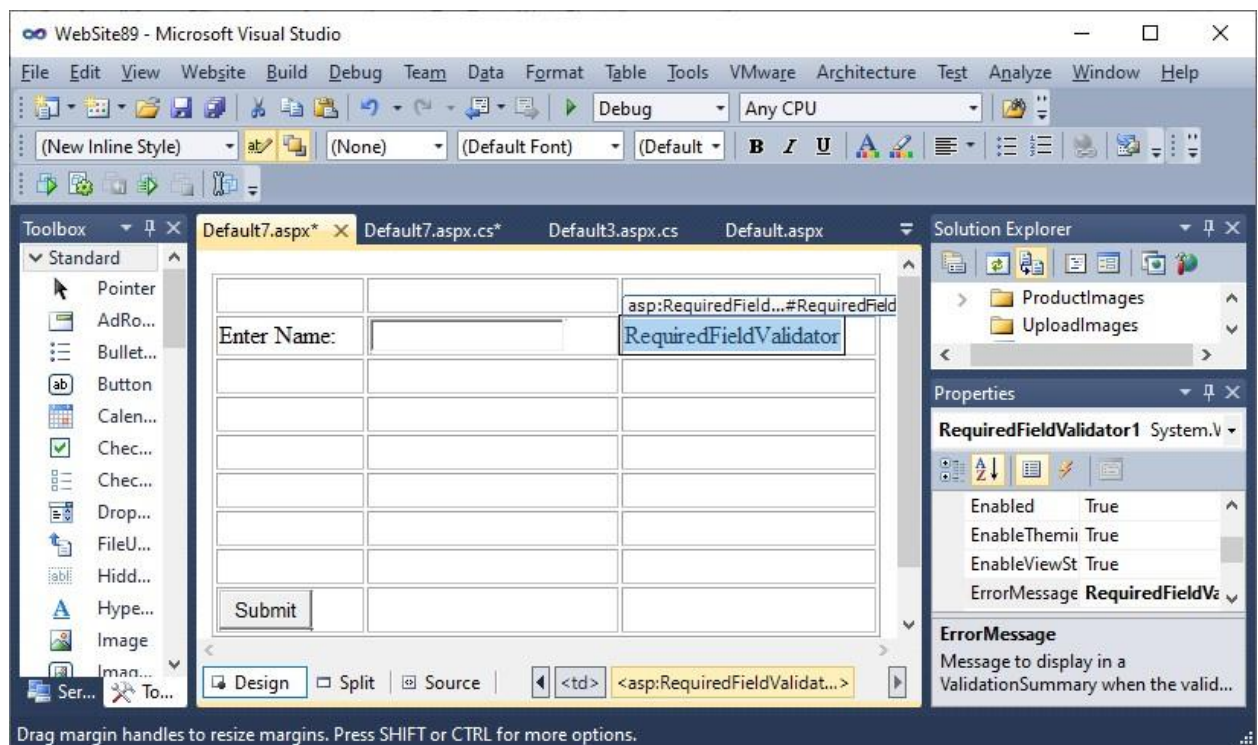 WebSite89 - Microsoft Visual Studio
File Edit View Website Build Debug Team Data Format Table Tools VMware Architecture Test Analyze Window Help
Debug Any CPU
(New Inline Style) ab (None) (Default Font) (Default B I U A
Toolbox
Standard
Pointer
AdRo...
Bullet...
ab Button
Calen...
Chec...
Chec...
Drop...
FileU...
abl Hidd...
A Hype...
Image
Imag...
Ser... To...
Default7.aspx* Default7.aspx.cs* Default3.aspx.cs Default.aspx
asp:RequiredField...#RequiredField
Enter Name: RequiredFieldValidator
Submit
Design Split Source <td> <asp:RequiredFieldValidat...>
Solution Explorer
ProductImages
UploadImages
Properties
RequiredFieldValidator1 System.V
AZ
Enabled True
EnableThemin True
EnableViewSt True
ErrorMessage RequiredFieldVa
ErrorMessage
Message to display in a
ValidationSummary when the valid...
Drag margin handles to resize margins. Press SHIFT or CTRL for more options.